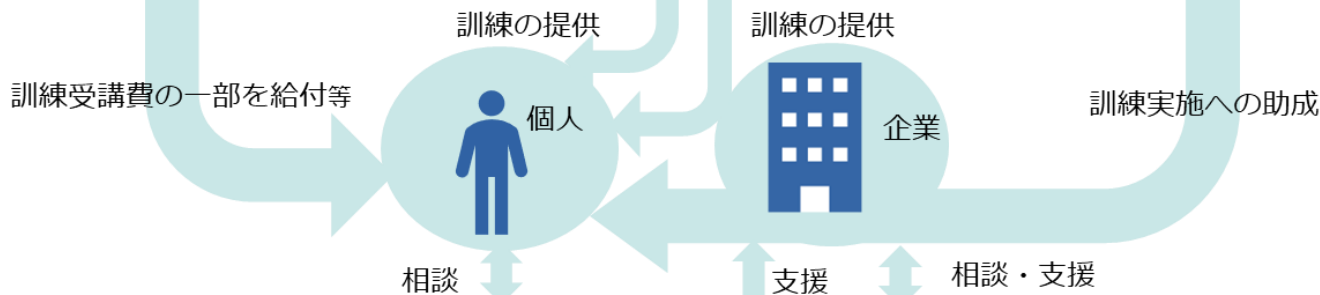 訓練の提供
訓練の提供
訓練受講費の一部を給付等
個人
企業
訓練実施への助成
相談
支援
相談・支援